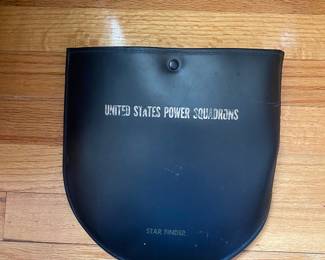 UNITED STATES POWER SQUADRONS
STAR FINDER